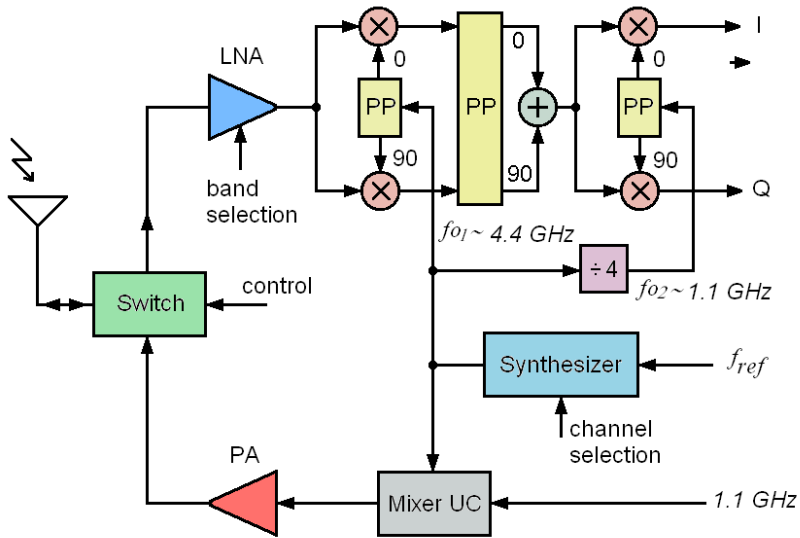 I
LNA
0
0
0
PP
PP
PP
90
90
90
Q
band
selection
fo1~ 4.4 GHz
÷4
fo2~ 1.1 GHz
Switch
control
Synthesizer
fref
channel
selection
PA
Mixer UC
1.1 GHz